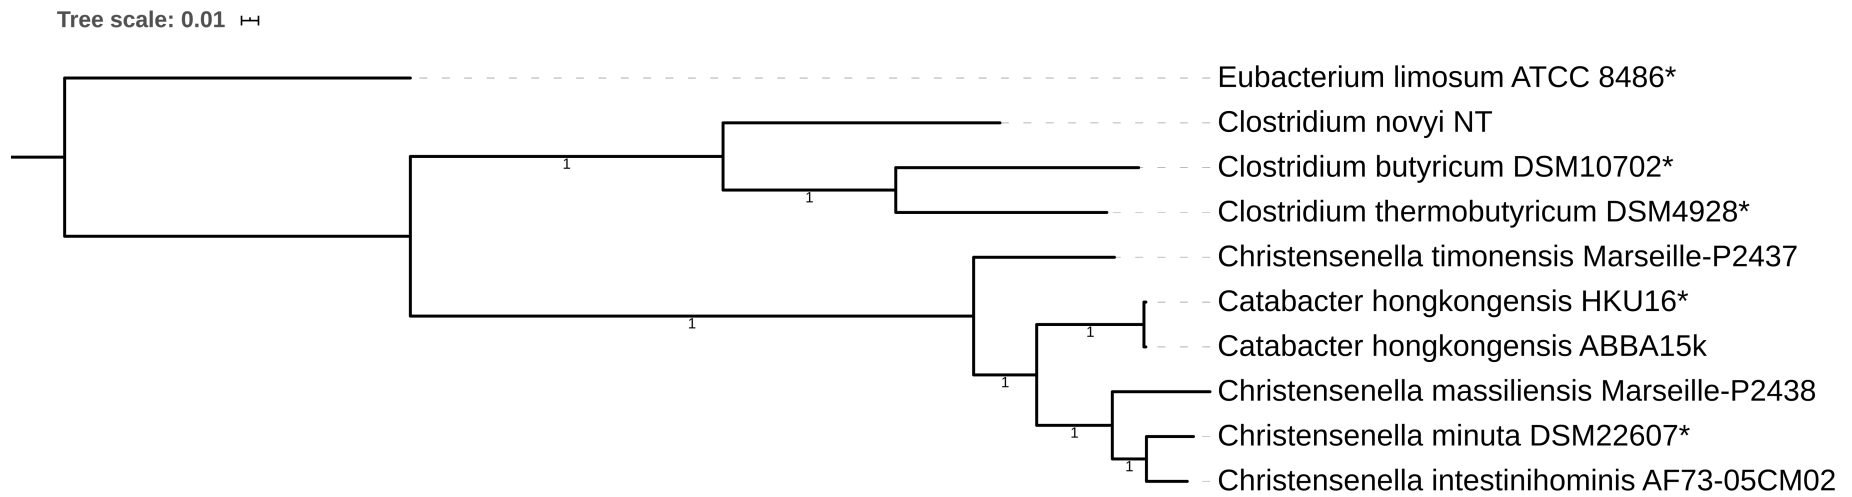 Tree scale: 0.01
Eubacterium limosum ATCC 8486*
Clostridium novyi NT
1
Clostridium butyricum DSM10702*
1
Clostridium thermobutyricum DSM4928*
Christensenella timonensis Marseille-P2437
Catabacter hongkongensis HKU16*
1
1
Catabacter hongkongensis ABBA15k
1
Christensenella massiliensis Marseille-P2438
1
Christensenella minuta DSM22607*
1
Christensenella intestinihominis AF73-05CM02